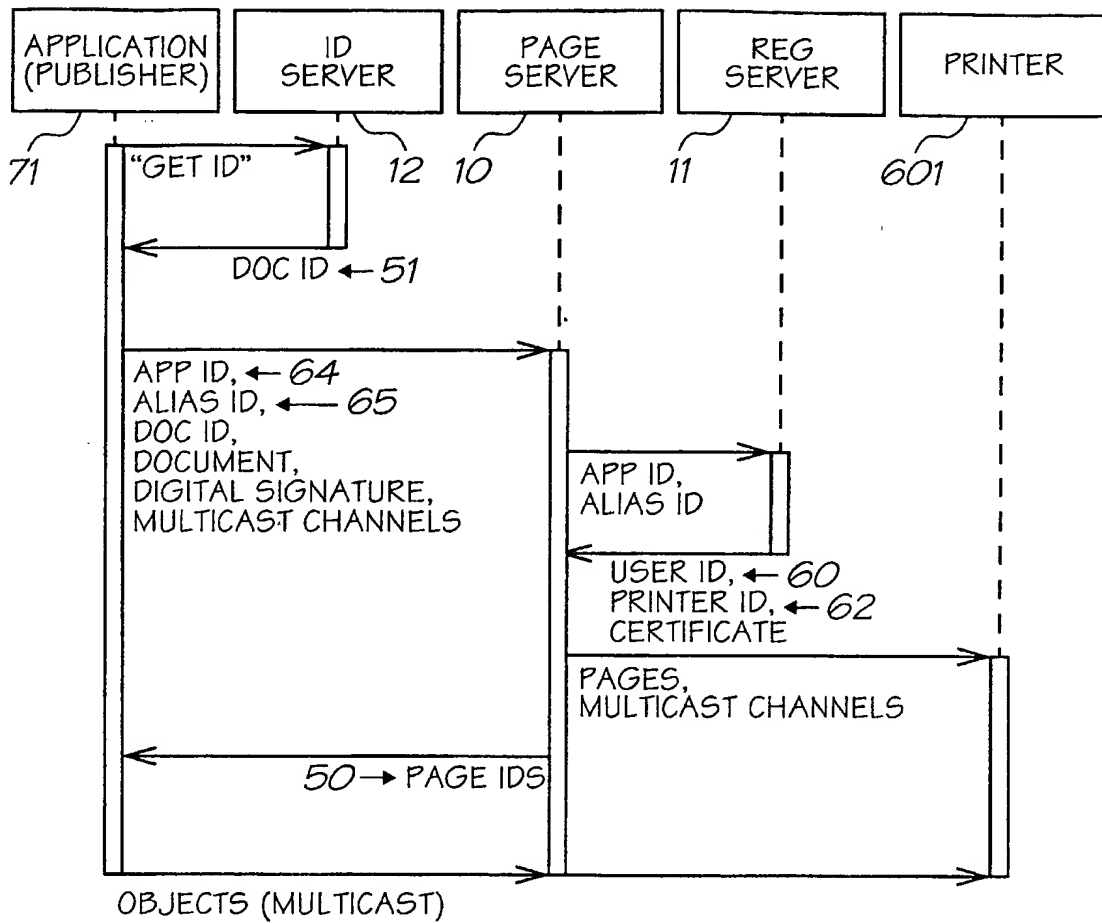 APPLICATION
(PUBLISHER)
ID
SERVER
PAGE
SERVER
REG
SERVER
PRINTER
71
12
10
11
601
"GET ID"
DOC ID ← 51
APP ID, ← 64
ALIAS ID, ← 65
DOC ID,
DOCUMENT,
DIGITAL SIGNATURE,
MULTICAST CHANNELS
APP ID,
ALIAS ID
USER ID, ← 60
PRINTER ID, ← 62
CERTIFICATE
PAGES,
MULTICAST CHANNELS
50 → PAGE IDS
OBJECTS (MULTICAST)